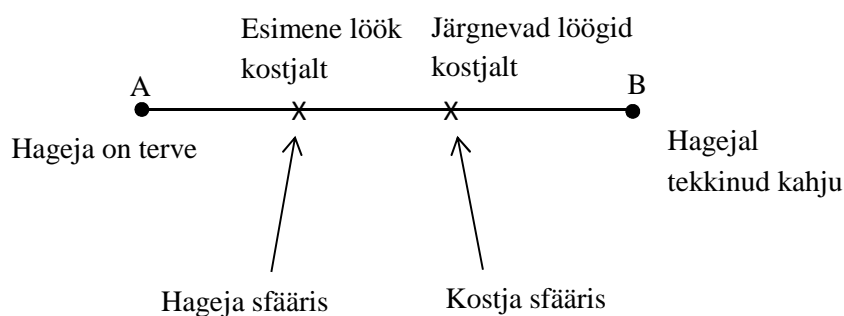 Esimene löök
kostjalt
Järgnevad löögid
kostjalt
A
B
X
X
Hageja on terve
Hagejal
tekkinud kahju
Hageja sfääris
Kostja sfääris